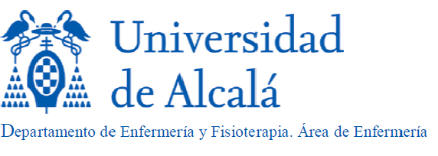 Universidad
de Alcalá
Departamento de Enfermería y Fisioterapia. Área de Enfermería